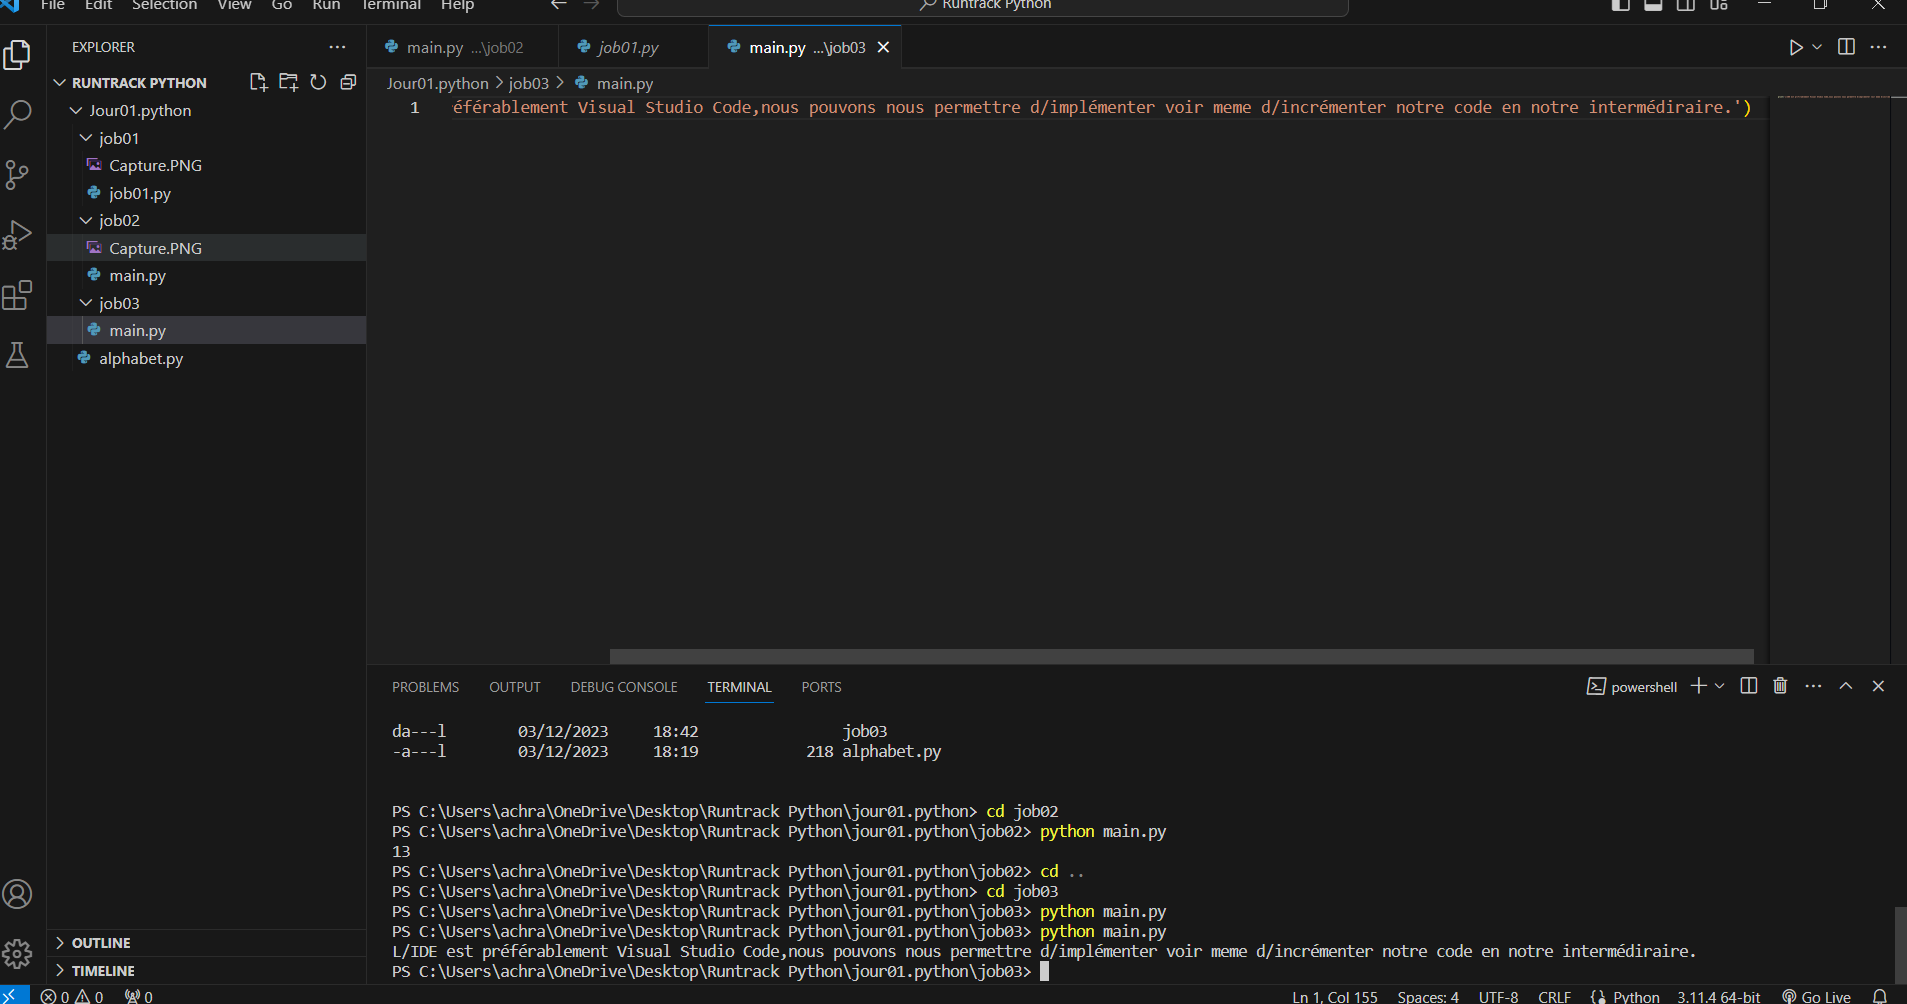 File Edit Selection View Go Run Terminal Help
Runtrack Python
EXPLORER
RUNTRACK PYTHON
Jour01.python
job01
Capture.PNG
job01.py
job02
Capture.PNG
main.py
job03
main.py
alphabet.py
OUTLINE
TIMELINE
main.py ...\job02
job01.py
main.py ...\job03
Jour01.python > job03 > main.py
1 éférablement Visual Studio Code,nous pouvons nous permettre d/implémenter voir meme d/incrémenter notre code en notre intermédiraire.')
PROBLEMS OUTPUT DEBUG CONSOLE TERMINAL PORTS
powershell
da---l 03/12/2023 18:42 job03
-a---l 03/12/2023 18:19 218 alphabet.py
PS C:\Users\achra\OneDrive\Desktop\Runtrack Python\jour01.python> cd job02
PS C:\Users\achra\OneDrive\Desktop\Runtrack Python\jour01.python\job02> python main.py
13
PS C:\Users\achra\OneDrive\Desktop\Runtrack Python\jour01.python\job02> cd ..
PS C:\Users\achra\OneDrive\Desktop\Runtrack Python\jour01.python> cd job03
PS C:\Users\achra\OneDrive\Desktop\Runtrack Python\jour01.python\job03> python main.py
PS C:\Users\achra\OneDrive\Desktop\Runtrack Python\jour01.python\job03> python main.py
L/IDE est préférablement Visual Studio Code,nous pouvons nous permettre d/implémenter voir meme d/incrémenter notre code en notre intermédiraire.
PS C:\Users\achra\OneDrive\Desktop\Runtrack Python\jour01.python\job03>
0 0 0 Ln 1, Col 155 Spaces: 4 UTF-8 CRLF Python 3.11.4 64-bit Go Live